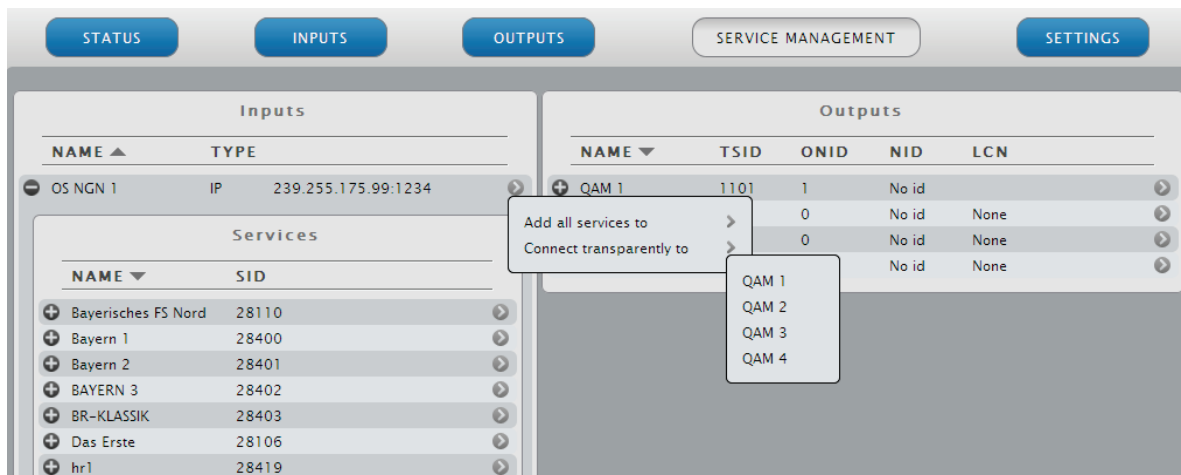 STATUS INPUTS OUTPUTS SERVICE MANAGEMENT SETTINGS
Inputs
NAME TYPE
OS NGN 1 IP 239.255.175.99:1234
Services
NAME SID
Bayerisches FS Nord 28110
Bayern 1 28400
Bayern 2 28401
BAYERN 3 28402
BR-KLASSIK 28403
Das Erste 28106
hr1 28419
Outputs
NAME TSID ONID NID LCN
QAM 1 1101 1 No id
0 No id None
0 No id None
No id None
Add all services to
Connect transparently to
QAM 1
QAM 2
QAM 3
QAM 4